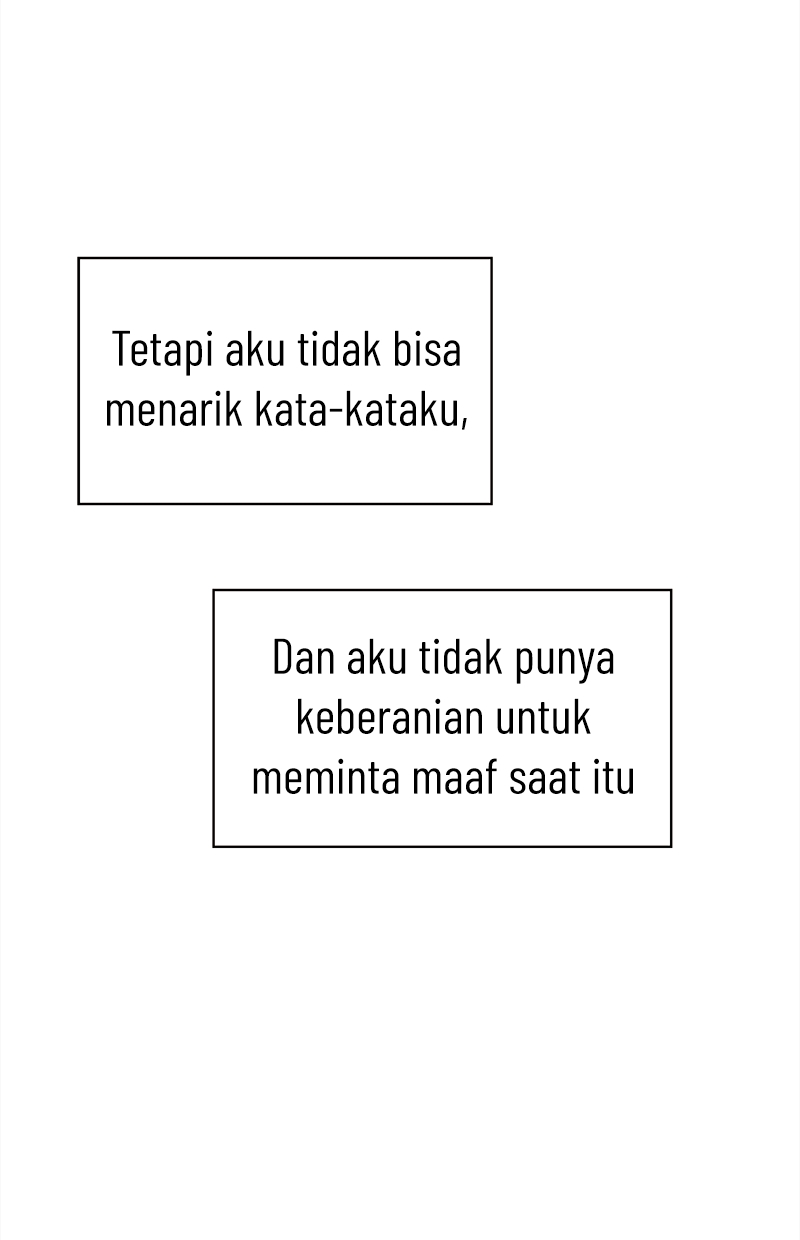 Tetapi aku tidak bisa
menarik kata-kataku,
Dan aku tidak punya
keberanian untuk
meminta maaf saat itu